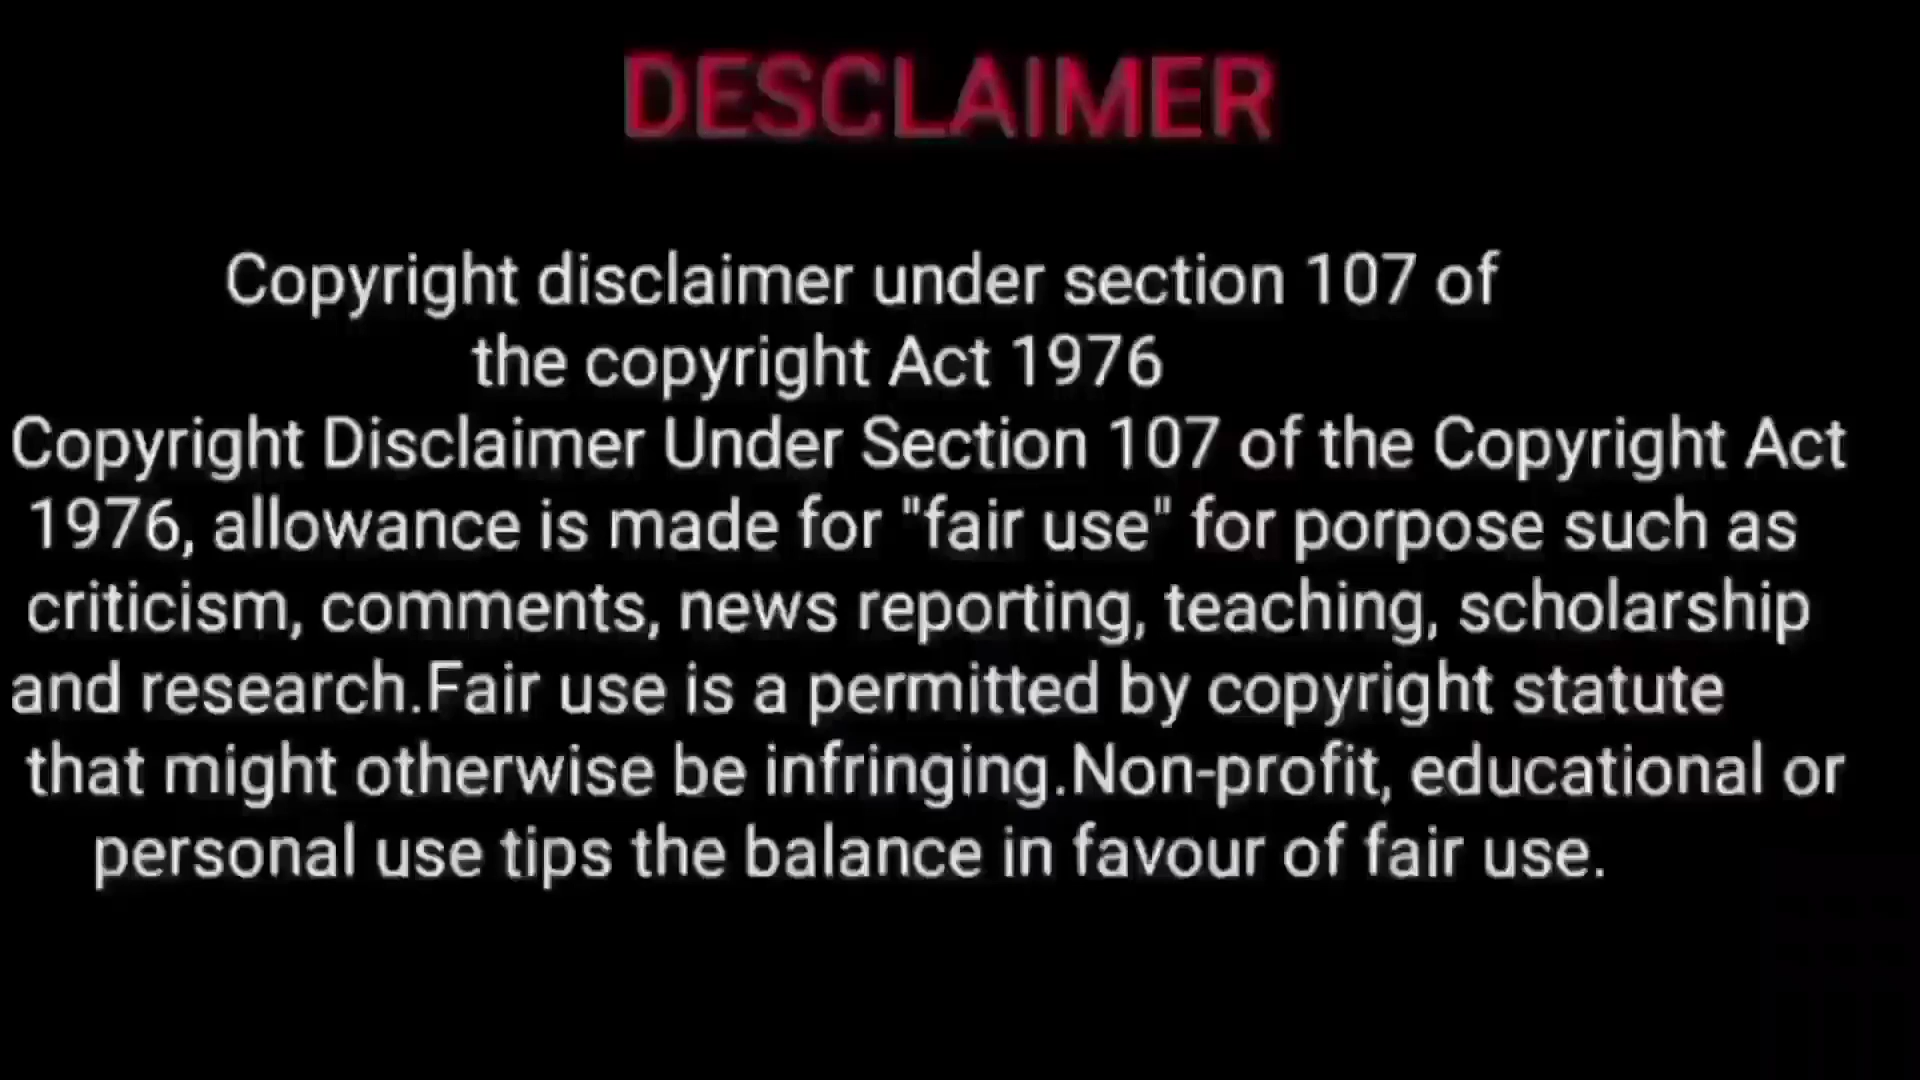 DESCLAIMER
Copyright disclaimer under section 107 of
the copyright Act 1976
Copyright Disclaimer Under Section 107 of the Copyright Act
1976, allowance is made for "fair use" for porpose such as
criticism, comments, news reporting, teaching, scholarship
and research.Fair use is a permitted by copyright statute
that might otherwise be infringing.Non-profit, educational or
personal use tips the balance in favour of fair use.